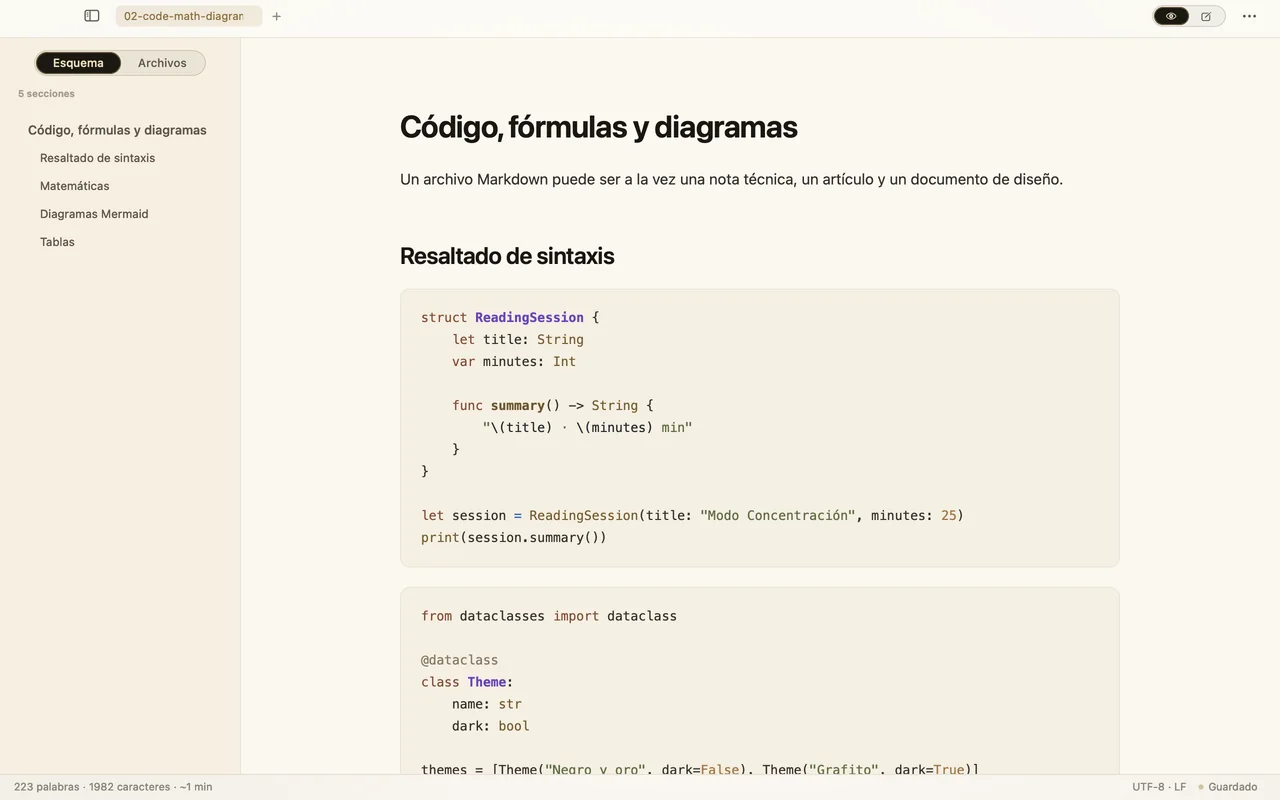 02-code-math-diagran
Esquema
Archivos
5 secciones
Código, fórmulas y diagramas
Resaltado de sintaxis
Matemáticas
Diagramas Mermaid
Tablas
Código, fórmulas y diagramas
Un archivo Markdown puede ser a la vez una nota técnica, un artículo y un documento de diseño.
Resaltado de sintaxis
struct ReadingSession {
    let title: String
    var minutes: Int
    func summary() -> String {
        "\(title) · \(minutes) min"
    }
}
let session = ReadingSession(title: "Modo Concentración", minutes: 25)
print(session.summary())
from dataclasses import dataclass
@dataclass
class Theme:
    name: str
    dark: bool
themes = [Theme("Negro y oro", dark=False), Theme("Grafito", dark=True)]
223 palabras · 1982 caracteres · ~1 min
UTF-8 · LF
Guardado